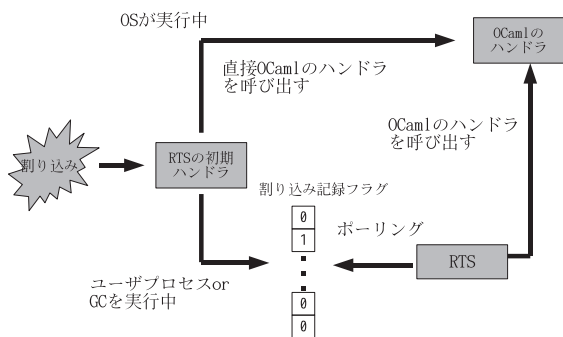 OSが実行中
OCamlの
ハンドラ
直接OCamlのハンドラ
を呼び出す
OCamlのハンドラ
を呼び出す
割り込み
RTSの初期
ハンドラ
割り込み記録フラグ
0
1
ポーリング
RTS
ユーザプロセスor
GCを実行中
0
0